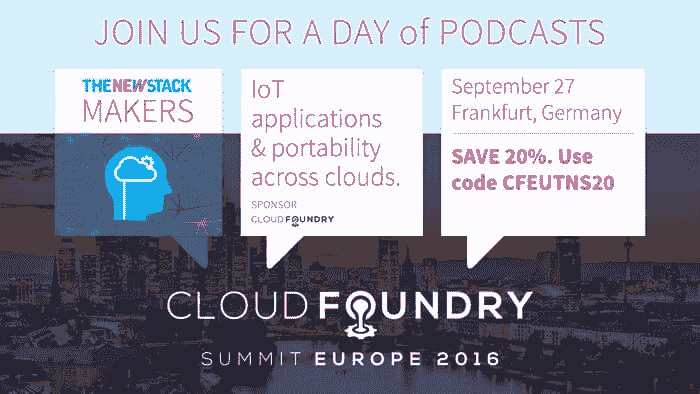 JOIN US FOR A DAY of PODCASTS
THENEWSTACK
MAKERS
IoT
applications
& portability
across clouds.
SPONSOR
CLOUDFOUNDRY
September 27
Frankfurt, Germany
SAVE 20%. Use
code CFEUTNS20
CLOUDFOUNDRY
SUMMIT EUROPE 2016